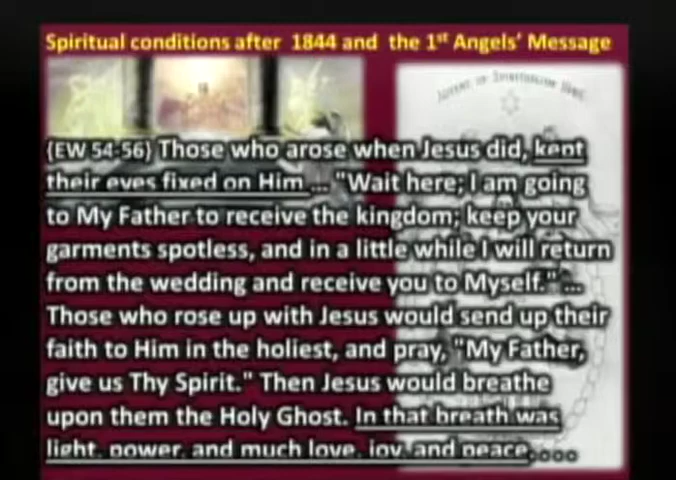 Spiritual conditions after 1844 and the 1st Angels' Message
(EW 54-56) Those who arose when Jesus did, kept
their eyes fixed on Him ... "Wait here; I am going
to My Father to receive the kingdom; keep your
garments spotless, and in a little while I will return
from the wedding and receive you to Myself." ...
Those who rose up with Jesus would send up their
faith to Him in the holiest, and pray, "My Father,
give us Thy Spirit." Then Jesus would breathe
upon them the Holy Ghost. In that breath was
light, power, and much love, joy, and peace....